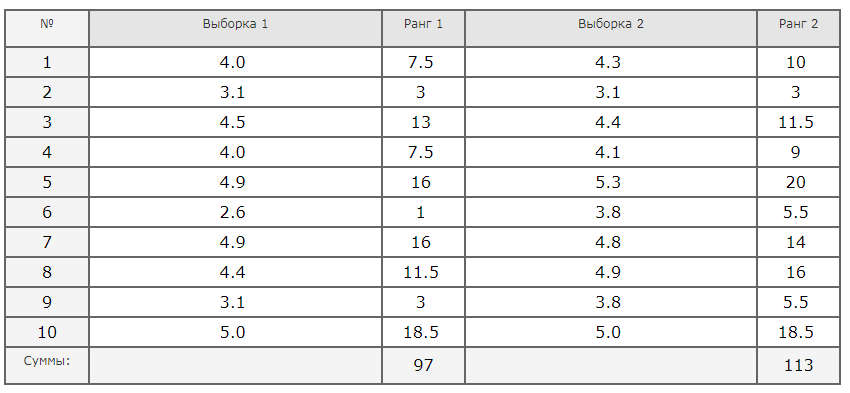 № Выборка 1 Ранг 1 Выборка 2 Ранг 2
1 4.0 7.5 4.3 10
2 3.1 3 3.1 3
3 4.5 13 4.4 11.5
4 4.0 7.5 4.1 9
5 4.9 16 5.3 20
6 2.6 1 3.8 5.5
7 4.9 16 4.8 14
8 4.4 11.5 4.9 16
9 3.1 3 3.8 5.5
10 5.0 18.5 5.0 18.5
Суммы: 97 113